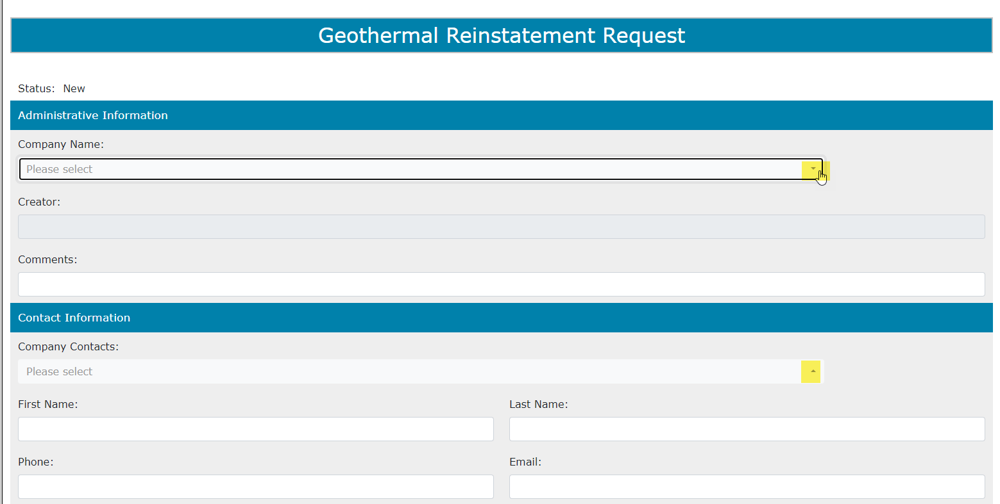 Geothermal Reinstatement Request
Status: New
Administrative Information
Company Name:
Please select
Creator:
Comments:
Contact Information
Company Contacts:
Please select
First Name: Last Name:
Phone: Email: